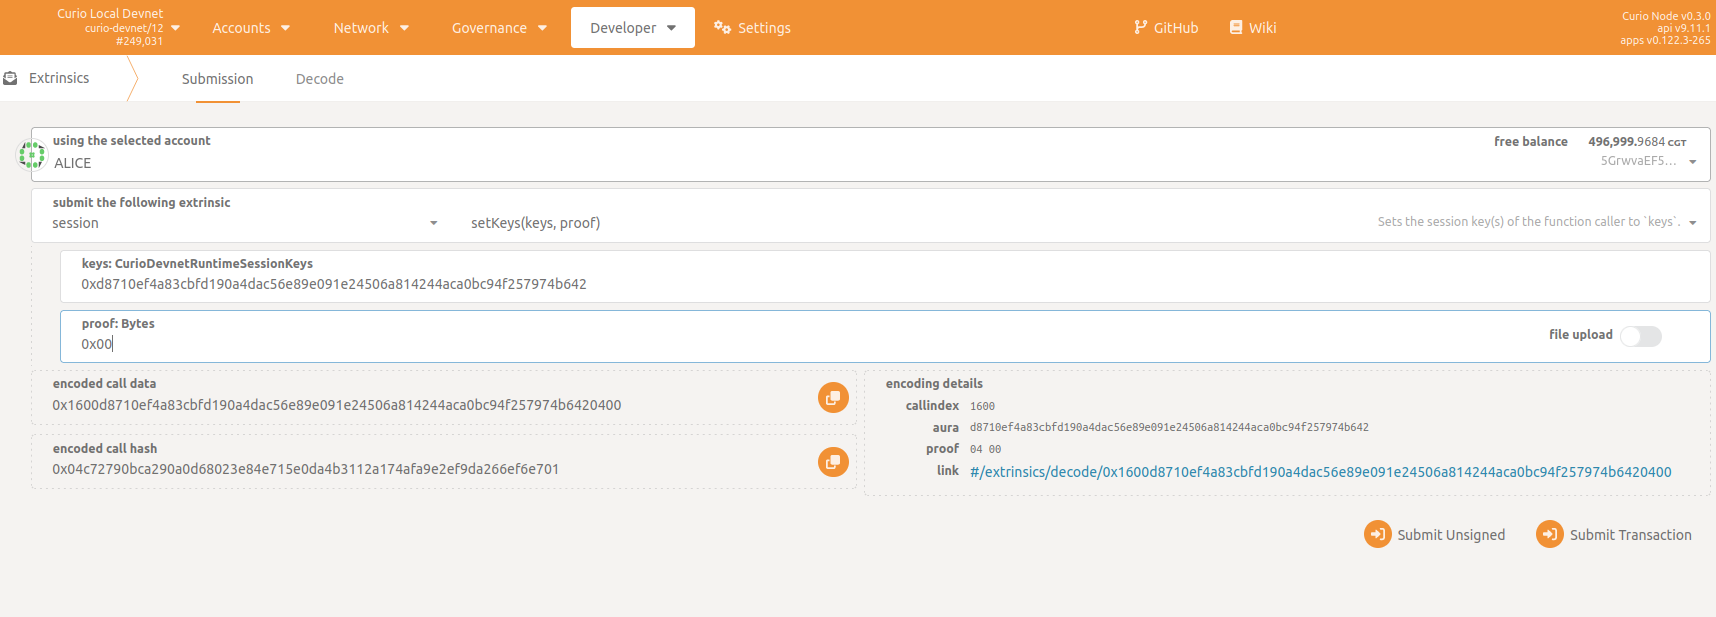 Curio Local Devnet
curio-devnet/12
#249,031
Accounts
Network
Governance
Developer
Settings
GitHub
Wiki
Curio Node v0.3.0
api v9.11.1
apps v0.122.3-265
Extrinsics
Submission
Decode
using the selected account
ALICE
free balance 496,999.9684 CGT
5GrwvaEF5...
submit the following extrinsic
session
setKeys(keys, proof)
Sets the session key(s) of the function caller to `keys`.
keys: CurioDevnetRuntimeSessionKeys
0xd8710ef4a83cbfd190a4dac56e89e091e24506a814244aca0bc94f257974b642
proof: Bytes
0x00
file upload
encoded call data
0x1600d8710ef4a83cbfd190a4dac56e89e091e24506a814244aca0bc94f257974b6420400
encoded call hash
0x04c72790bca290a0d68023e84e715e0da4b3112a174afa9e2ef9da266ef6e701
encoding details
callindex 1600
aura d8710ef4a83cbfd190a4dac56e89e091e24506a814244aca0bc94f257974b642
proof 04 00
link #/extrinsics/decode/0x1600d8710ef4a83cbfd190a4dac56e89e091e24506a814244aca0bc94f257974b6420400
Submit Unsigned
Submit Transaction